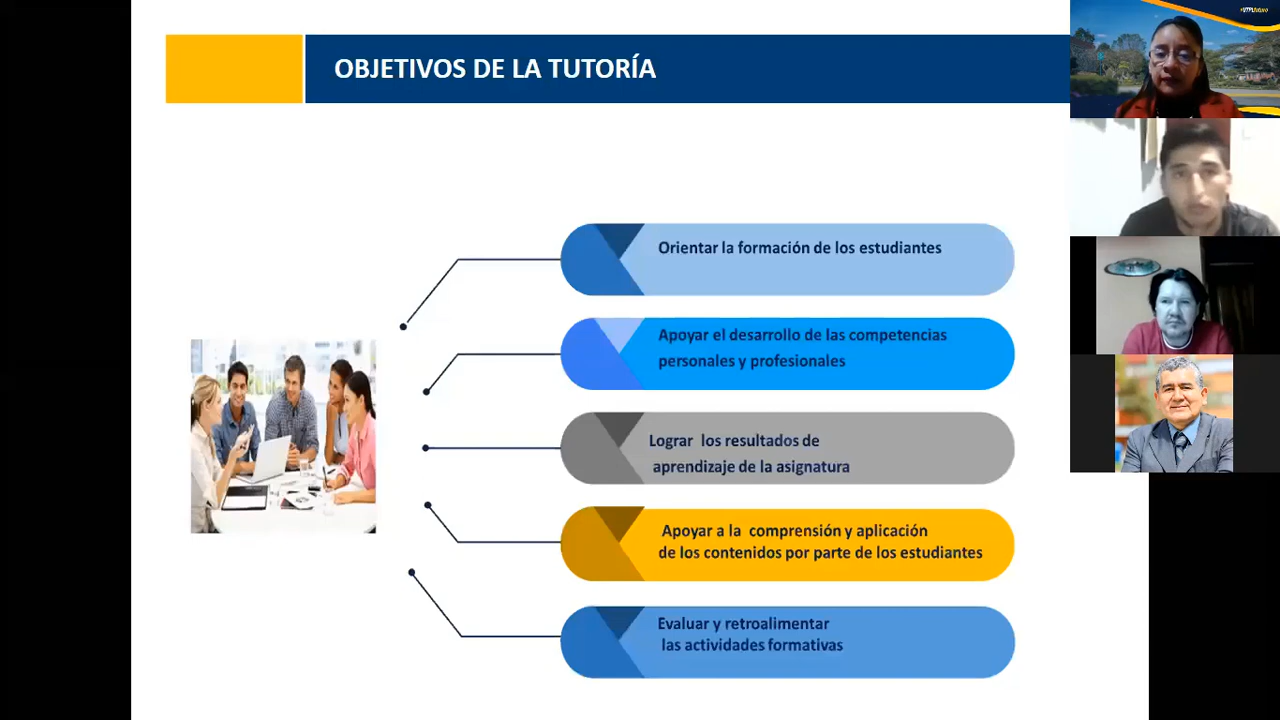 OBJETIVOS DE LA TUTORÍA
Orientar la formación de los estudiantes
Apoyar el desarrollo de las competencias
personales y profesionales
Lograr los resultados de
aprendizaje de la asignatura
Apoyar a la comprensión y aplicación
de los contenidos por parte de los estudiantes
Evaluar y retroalimentar
las actividades formativas